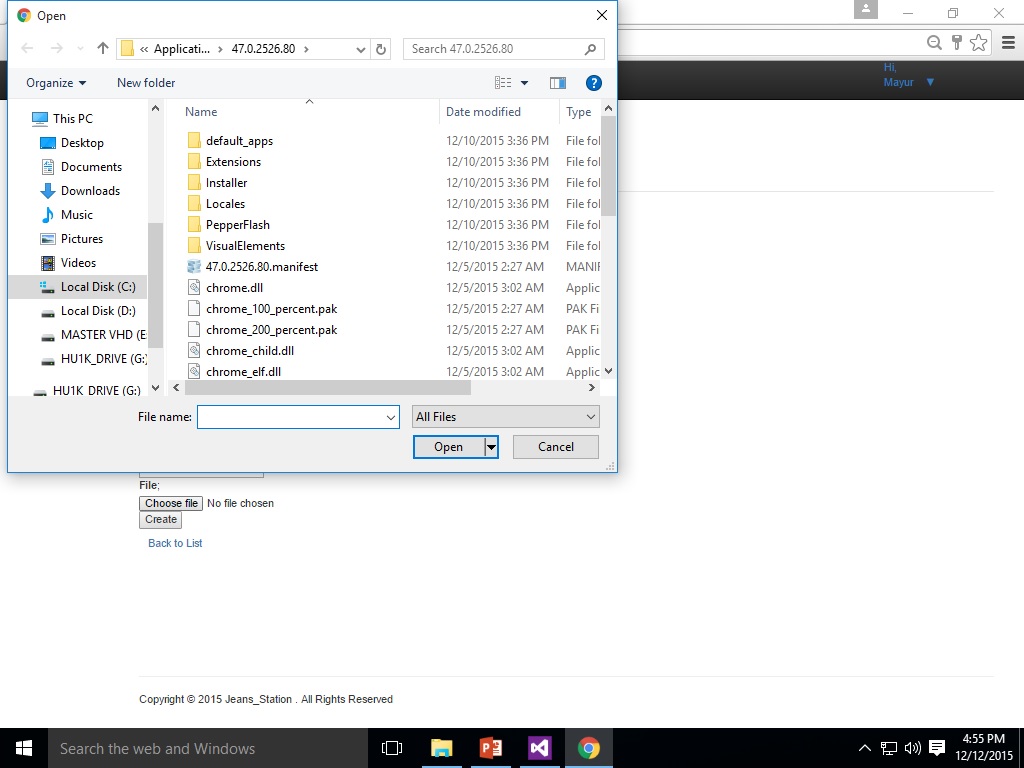 Open
« Applicati... › 47.0.2526.80 ›
Search 47.0.2526.80
Organize
New folder
?
Hi,
Mayur
This PC
Desktop
Documents
Downloads
Music
Pictures
Videos
Local Disk (C:)
Local Disk (D:)
MASTER VHD (E:
HU1K_DRIVE (G:)
HU1K_DRIVE (G:)
Name Date modified Type
default_apps 12/10/2015 3:36 PM File fol
Extensions 12/10/2015 3:36 PM File fol
Installer 12/10/2015 3:36 PM File fol
Locales 12/10/2015 3:36 PM File fol
PepperFlash 12/10/2015 3:36 PM File fol
VisualElements 12/10/2015 3:36 PM File fol
47.0.2526.80.manifest 12/5/2015 2:27 AM MANIF
chrome.dll 12/5/2015 3:02 AM Applic
chrome_100_percent.pak 12/5/2015 2:27 AM PAK Fi
chrome_200_percent.pak 12/5/2015 2:27 AM PAK Fi
chrome_child.dll 12/5/2015 3:02 AM Applic
chrome_elf.dll 12/5/2015 3:02 AM Applic
File name:
All Files
Open
Cancel
File;
Choose file No file chosen
Create
Back to List
Copyright © 2015 Jeans_Station . All Rights Reserved
Search the web and Windows
4:55 PM
12/12/2015